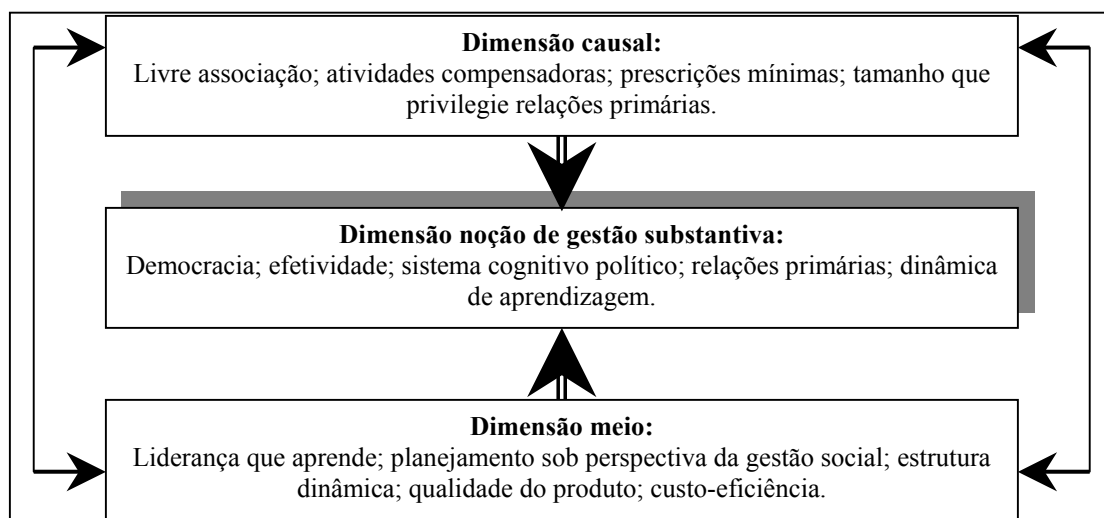 Dimensão causal:
Livre associação; atividades compensadoras; prescrições mínimas; tamanho que
privilegie relações primárias.
Dimensão noção de gestão substantiva:
Democracia; efetividade; sistema cognitivo político; relações primárias; dinâmica
de aprendizagem.
Dimensão meio:
Liderança que aprende; planejamento sob perspectiva da gestão social; estrutura
dinâmica; qualidade do produto; custo-eficiência.